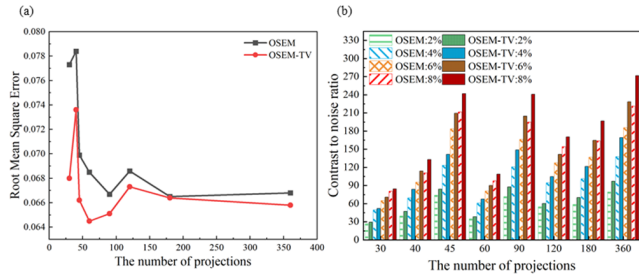 (a)
0.080
0.078
0.076
0.074
0.072
0.070
0.068
0.066
0.064
Root Mean Square Error
OSEM
OSEM-TV
0 50 100 150 200 250 300 350 400
The number of projections
(b)
330
300
270
240
210
180
150
120
90
60
30
0
Contrast to noise ratio
OSEM:2% OSEM-TV:2%
OSEM:4% OSEM-TV:4%
OSEM:6% OSEM-TV:6%
OSEM:8% OSEM-TV:8%
30 40 45 60 90 120 180 360
The number of projections